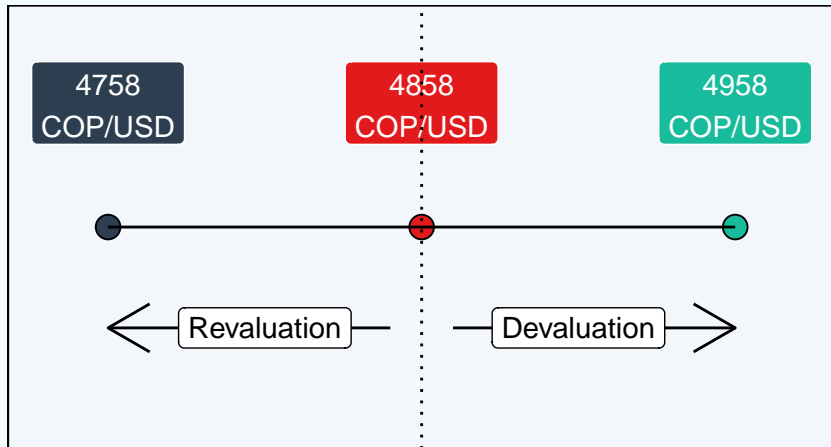 4758
COP/USD
4858
COP/USD
4958
COP/USD
Revaluation
Devaluation